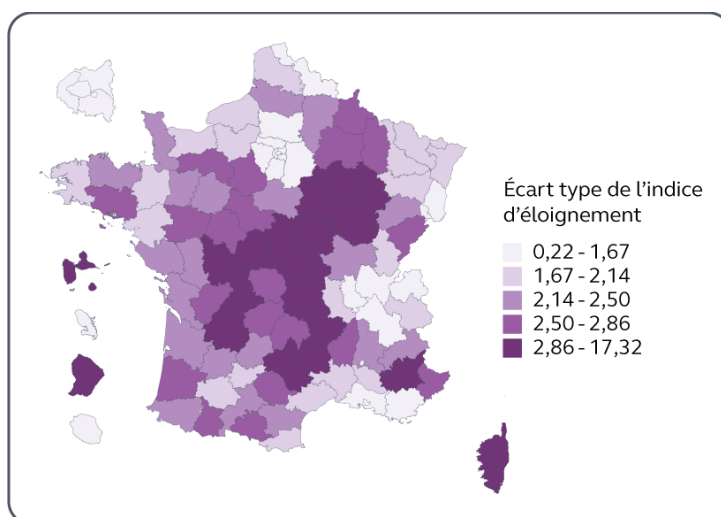 Écart type de l’indice
d’éloignement
0,22 - 1,67
1,67 - 2,14
2,14 - 2,50
2,50 - 2,86
2,86 - 17,32